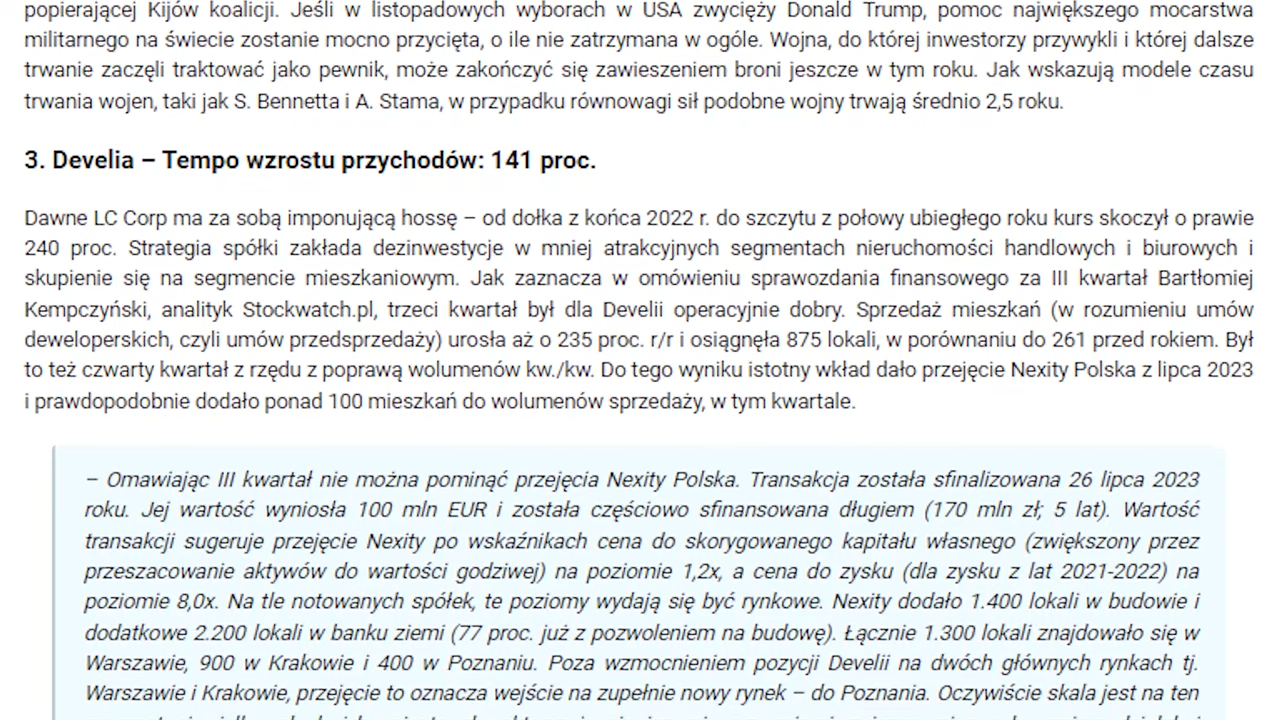 popierającej Kijów koalicji. Jeśli w listopadowych wyborach w USA zwycięży Donald Trump, pomoc największego mocarstwa
militarnego na świecie zostanie mocno przycięta, o ile nie zatrzymana w ogóle. Wojna, do której inwestorzy przywykli i której dalsze
trwanie zaczęli traktować jako pewnik, może zakończyć się zawieszeniem broni jeszcze w tym roku. Jak wskazują modele czasu
trwania wojen, taki jak S. Bennetta i A. Stama, w przypadku równowagi sił podobne wojny trwają średnio 2,5 roku.
3. Develia – Tempo wzrostu przychodów: 141 proc.
Dawne LC Corp ma za sobą imponującą hossę – od dołka z końca 2022 r. do szczytu z połowy ubiegłego roku kurs skoczył o prawie
240 proc. Strategia spółki zakłada dezinwestycje w mniej atrakcyjnych segmentach nieruchomości handlowych i biurowych i
skupienie się na segmencie mieszkaniowym. Jak zaznacza w omówieniu sprawozdania finansowego za III kwartał Bartłomiej
Kempczyński, analityk Stockwatch.pl, trzeci kwartał był dla Develii operacyjnie dobry. Sprzedaż mieszkań (w rozumieniu umów
deweloperskich, czyli umów przedsprzedaży) urosła aż o 235 proc. r/r i osiągnęła 875 lokali, w porównaniu do 261 przed rokiem. Był
to też czwarty kwartał z rzędu z poprawą wolumenów kw./kw. Do tego wyniku istotny wkład dało przejęcie Nexity Polska z lipca 2023
i prawdopodobnie dodało ponad 100 mieszkań do wolumenów sprzedaży, w tym kwartale.
– Omawiając III kwartał nie można pominąć przejęcia Nexity Polska. Transakcja została sfinalizowana 26 lipca 2023
roku. Jej wartość wyniosła 100 mln EUR i została częściowo sfinansowana długiem (170 mln zł; 5 lat). Wartość
transakcji sugeruje przejęcie Nexity po wskaźnikach cena do skorygowanego kapitału własnego (zwiększony przez
przeszacowanie aktywów do wartości godziwej) na poziomie 1,2x, a cena do zysku (dla zysku z lat 2021-2022) na
poziomie 8,0x. Na tle notowanych spółek, te poziomy wydają się być rynkowe. Nexity dodało 1.400 lokali w budowie i
dodatkowe 2.200 lokali w banku ziemi (77 proc. już z pozwoleniem na budowę). Łącznie 1.300 lokali znajdowało się w
Warszawie, 900 w Krakowie i 400 w Poznaniu. Poza wzmocnieniem pozycji Develii na dwóch głównych rynkach tj.
Warszawie i Krakowie, przejęcie to oznacza wejście na zupełnie nowy rynek – do Poznania. Oczywiście skala jest na ten